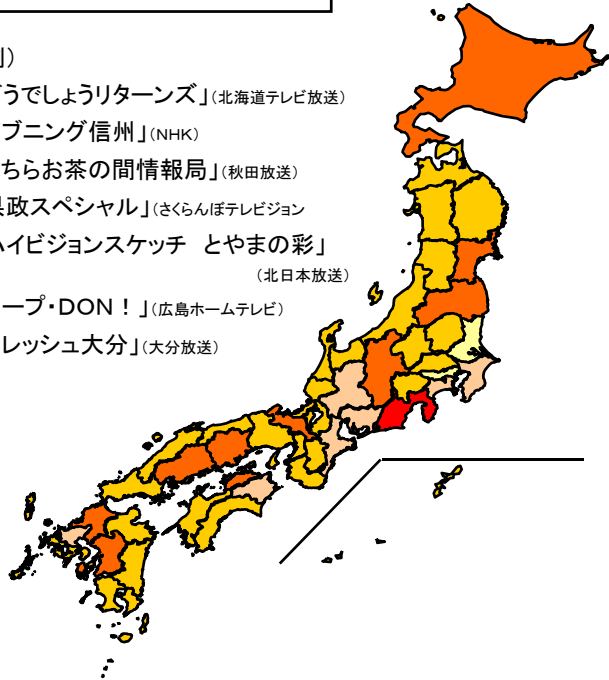 」）
どうでしょうリターンズ」(北海道テレビ放送)
ブニング信州」(NHK)
ちらお茶の間情報局」(秋田放送)
県政スペシャル」(さくらんぼテレビジョン
ハイビジョンスケッチ　とやまの彩」
(北日本放送)
ープ・DON！」(広島ホームテレビ)
レッシュ大分」(大分放送)